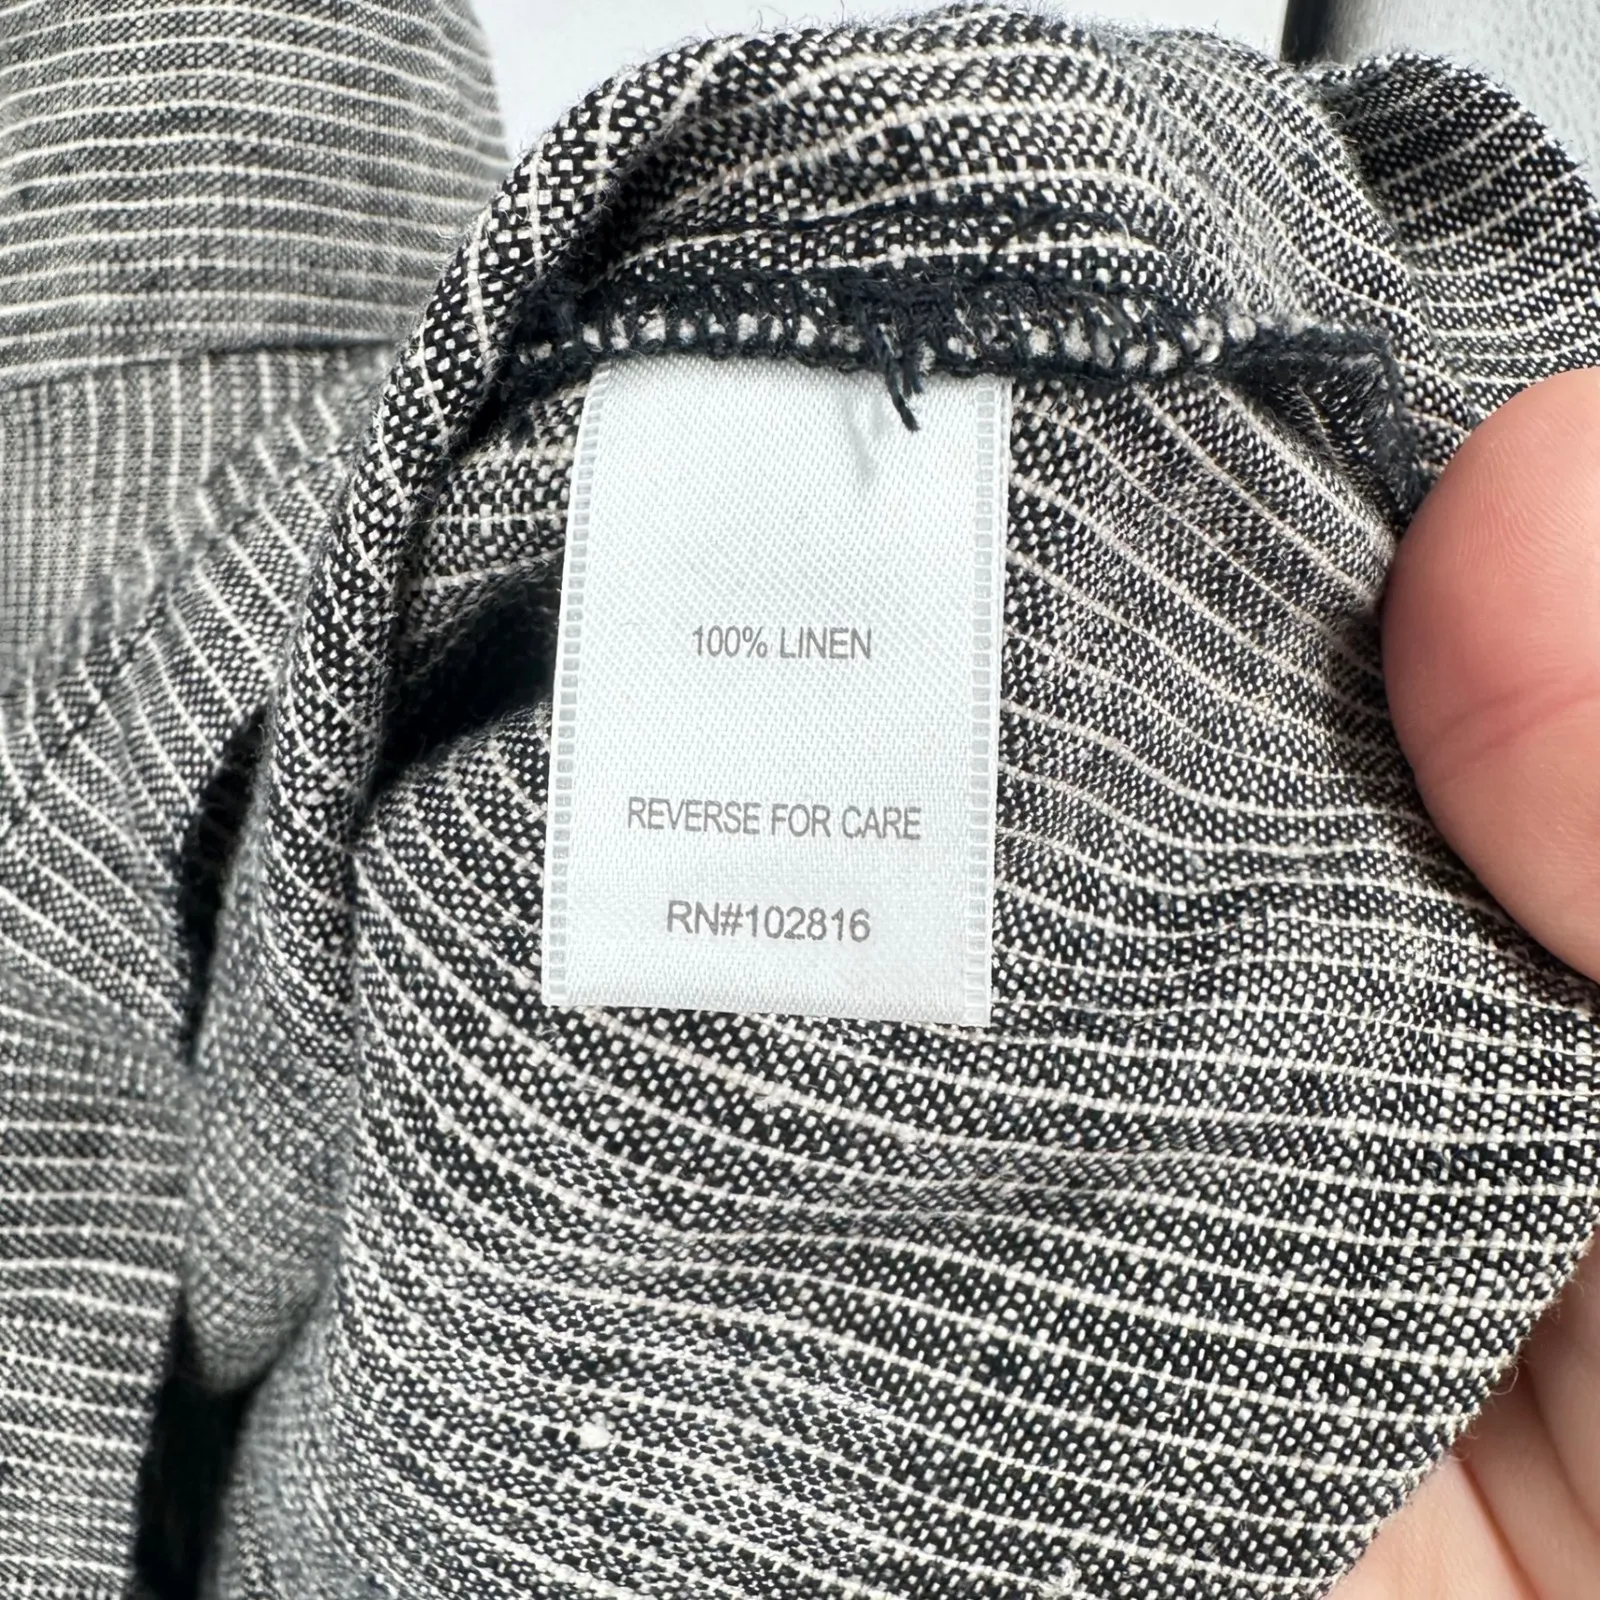 100% LINEN
REVERSE FOR CARE
RN#102816